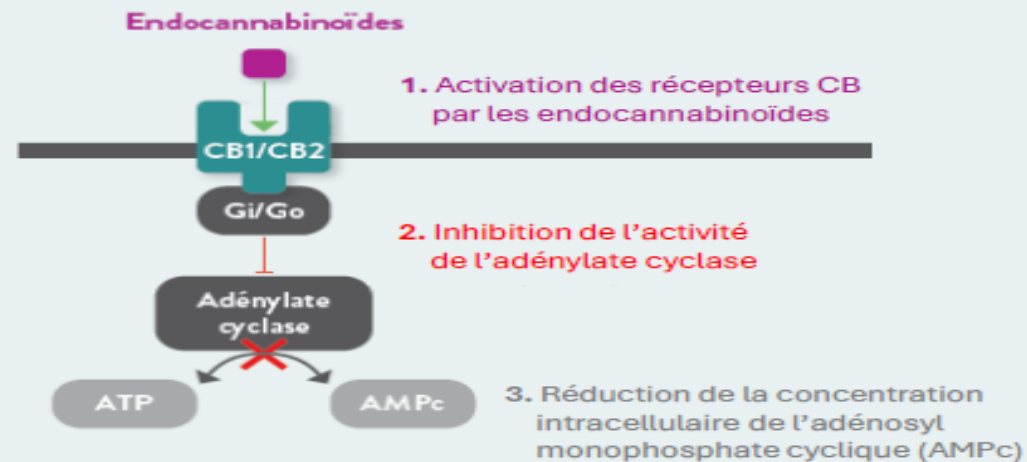 Endocannabinoïdes
1. Activation des récepteurs CB
par les endocannabinoïdes
CB1/CB2
Gi/Go
2. Inhibition de l'activité
de l'adénylate cyclase
Adénylate
cyclase
ATP
AMPc
3. Réduction de la concentration
intracellulaire de l'adénosyl
monophosphate cyclique (AMPc)